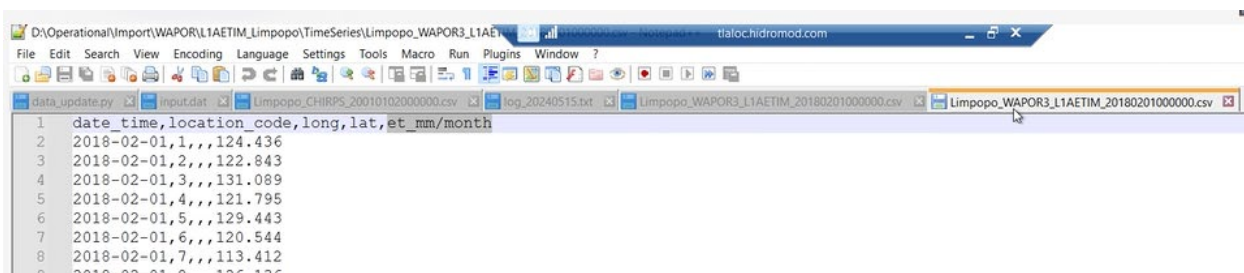 D:\Operational\Import\WAPOR\L1AETIM_Limpopo\TimeSeries\Limpopo_WAPOR3_L1AETIM_20180201000000.csv - Notepad++
tlaloc.hidromod.com
File Edit Search View Encoding Language Settings Tools Macro Run Plugins Window ?
data_update.py input.dat Limpopo_CHIRPS_20010102000000.csv log_20240515.txt Limpopo_WAPOR3_L1AETIM_20180201000000.csv Limpopo_WAPOR3_L1AETIM_20180201000000.csv
1 date_time,location_code,long,lat,et_mm/month
2 2018-02-01,1,,,124.436
3 2018-02-01,2,,,122.843
4 2018-02-01,3,,,131.089
5 2018-02-01,4,,,121.795
6 2018-02-01,5,,,129.443
7 2018-02-01,6,,,120.544
8 2018-02-01,7,,,113.412